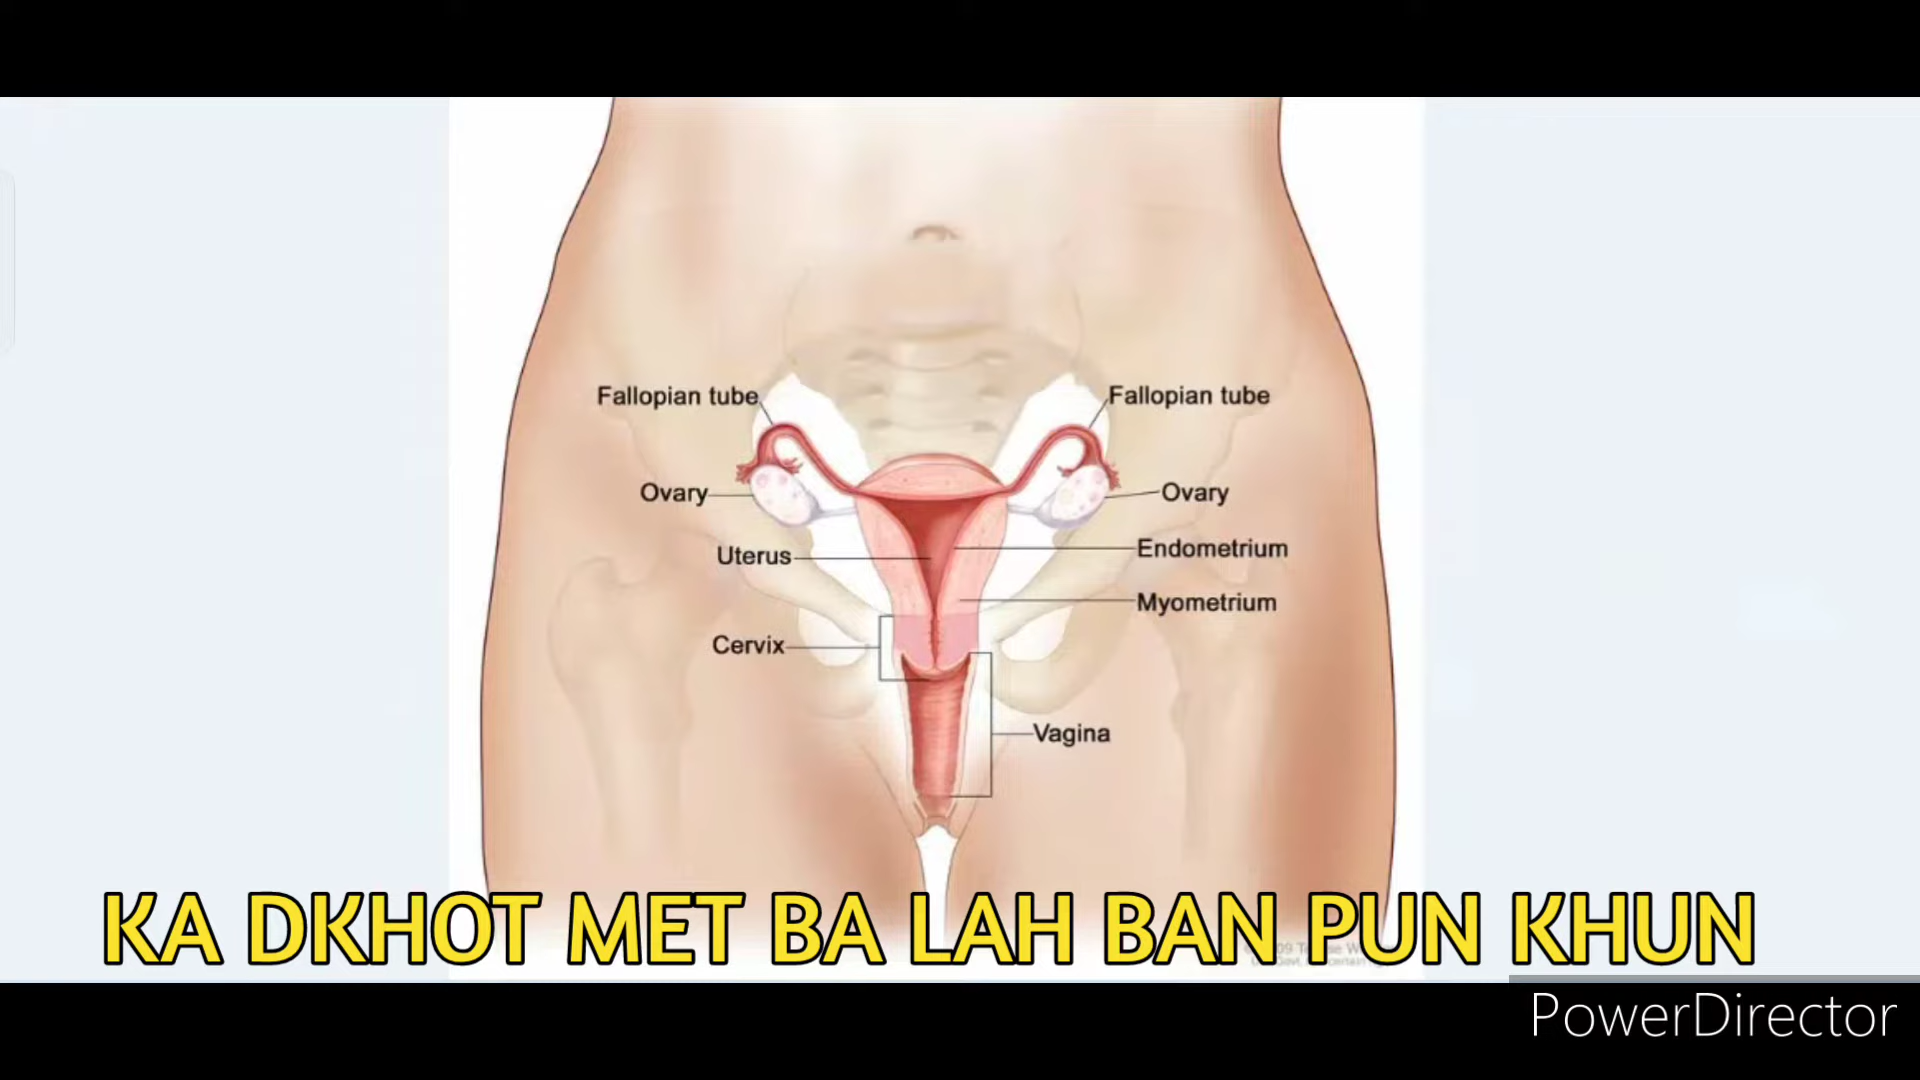 Fallopian tube
Fallopian tube
Ovary
Ovary
Uterus
Endometrium
Myometrium
Cervix
Vagina
KA DKHOT MET BA LAH BAN PUN KHUN
PowerDirector